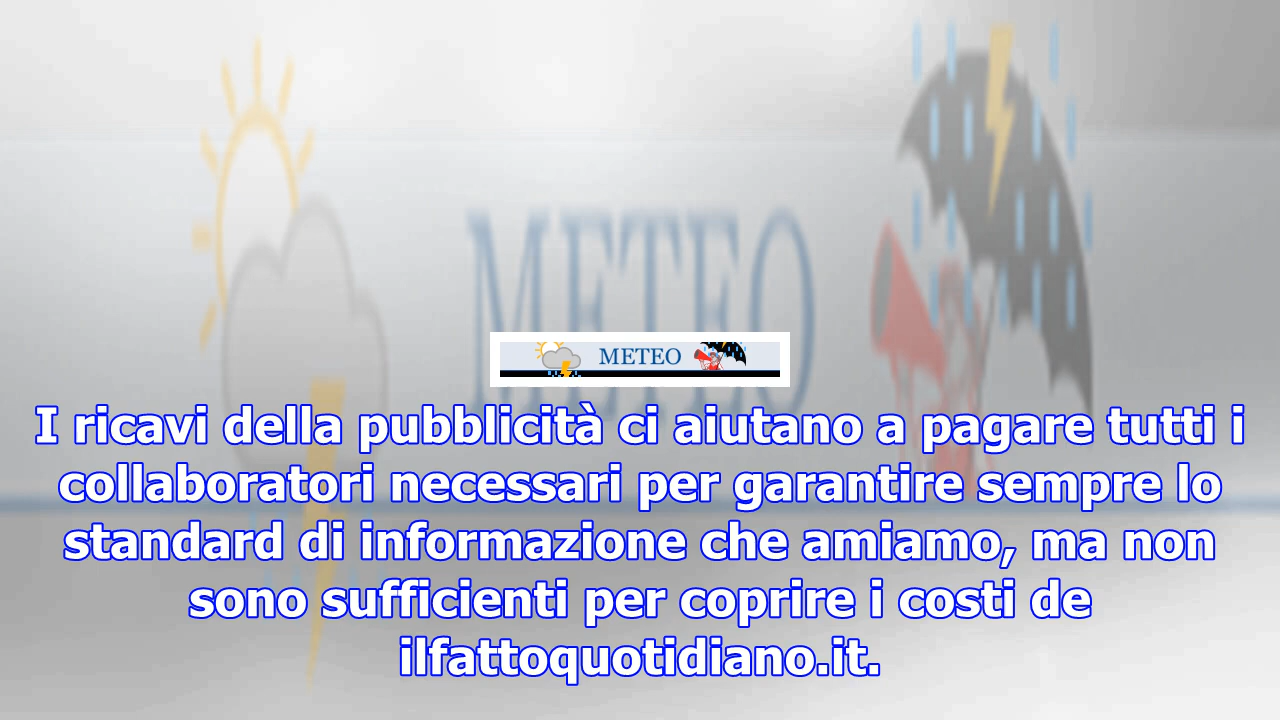 METEO
METEO
I ricavi della pubblicità ci aiutano a pagare tutti i
collaboratori necessari per garantire sempre lo
standard di informazione che amiamo, ma non
sono sufficienti per coprire i costi de
ilfattoquotidiano.it.